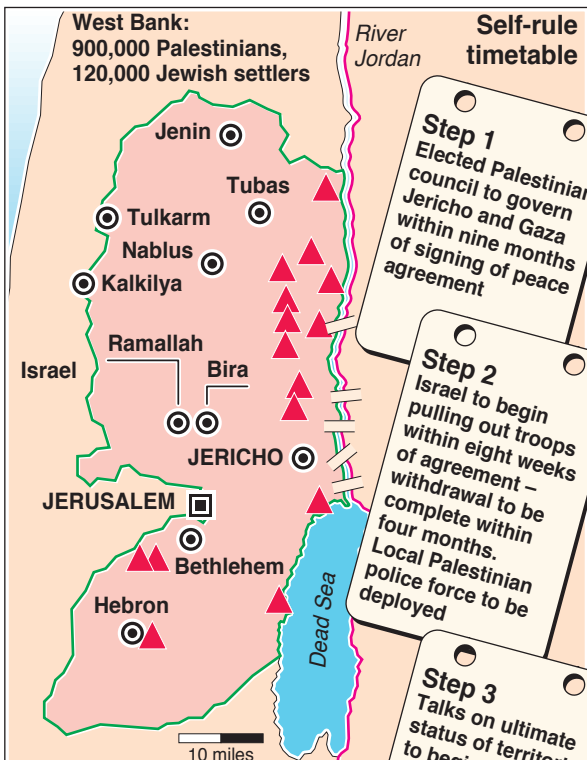 West Bank:
900,000 Palestinians,
120,000 Jewish settlers
River
Jordan
Self-rule
timetable
Jenin
Tubas
Tulkarm
Nablus
Kalkilya
Ramallah
Israel
Bira
JERICHO
JERUSALEM
Bethlehem
Hebron
Dead Sea
10 miles
Step 1
Elected Palestinian
council to govern
Jericho and Gaza
within nine months
of signing of peace
agreement
Step 2
Israel to begin
pulling out troops
within eight weeks
of agreement –
withdrawal to be
complete within
four months.
Local Palestinian
police force to be
deployed
Step 3
Talks on ultimate
status of
to